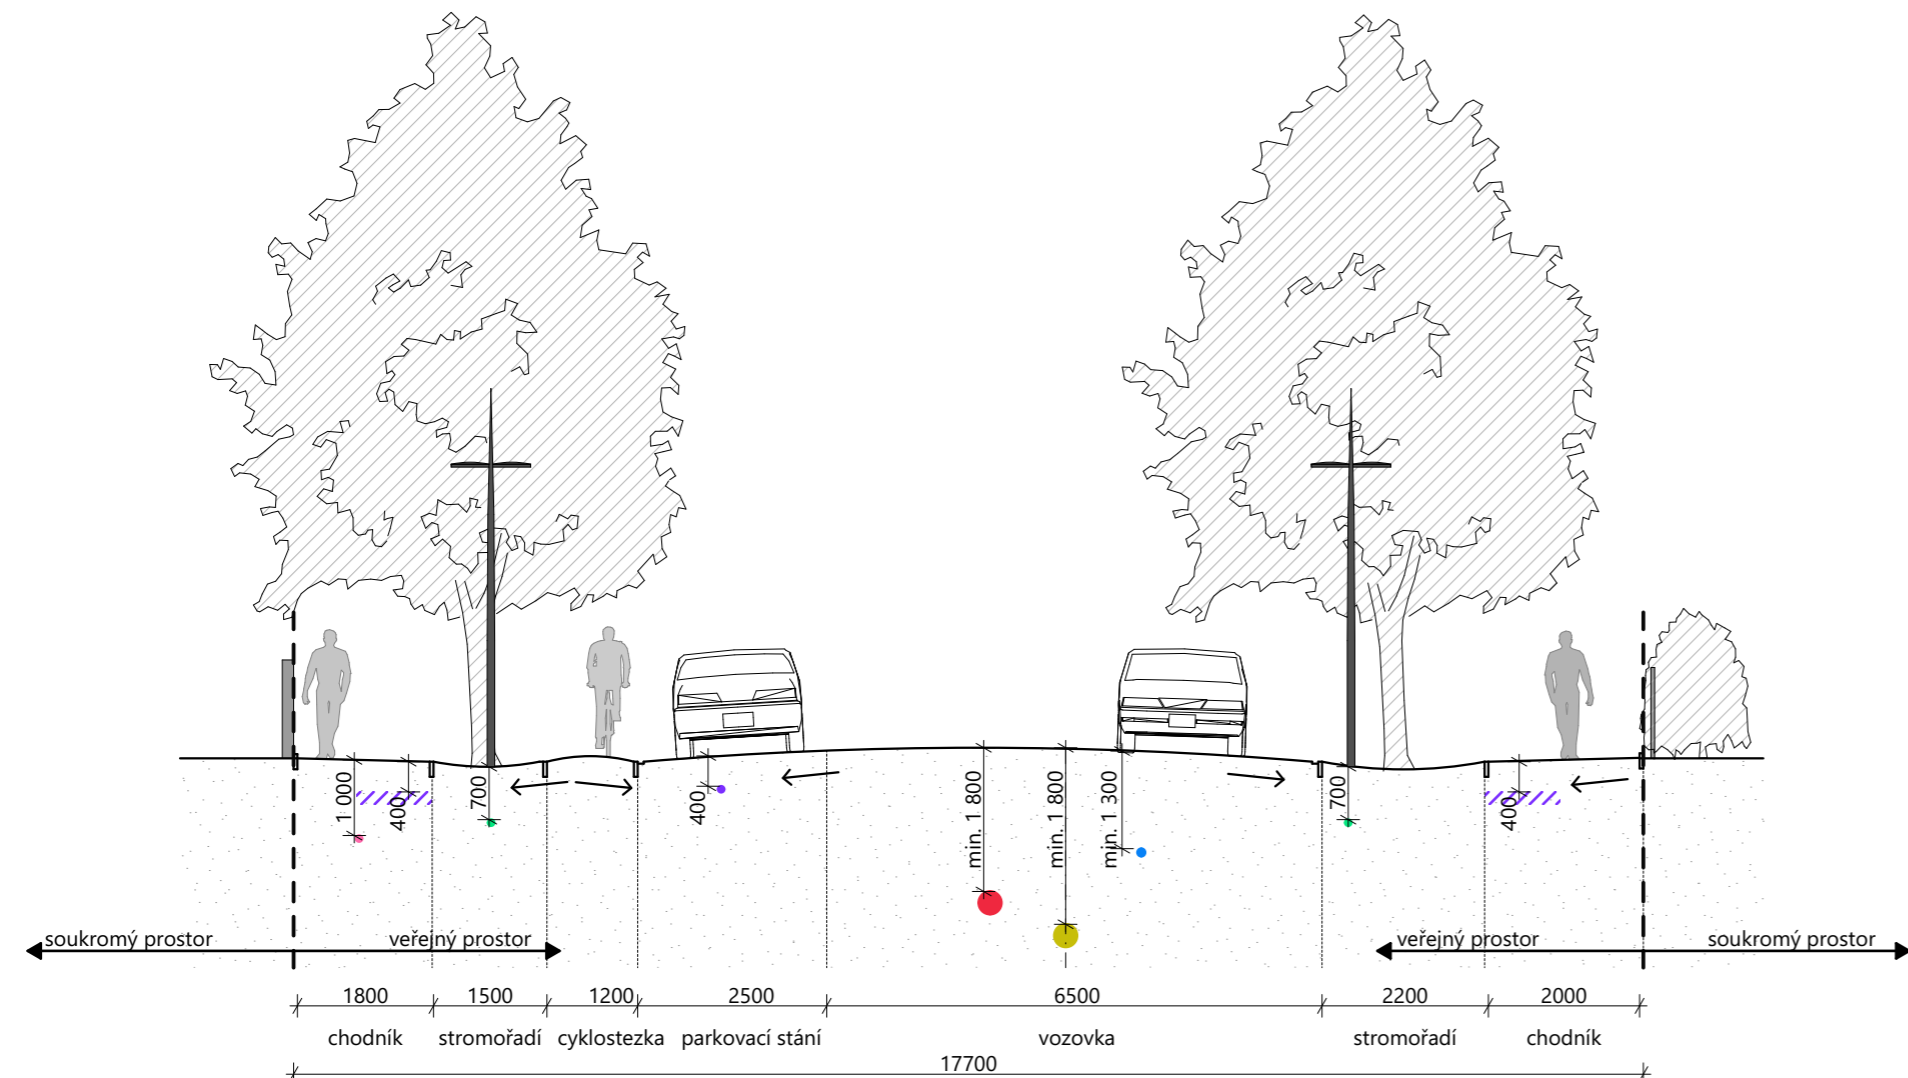 1 000
400
700
400
min. 1 800
min. 1 800
min. 1 300
700
400
soukromý prostor
veřejný prostor
veřejný prostor
soukromý prostor
1800
1500
1200
2500
6500
2200
2000
chodník
stromořadí
cyklostezka
parkovací stání
vozovka
stromořadí
chodník
17700